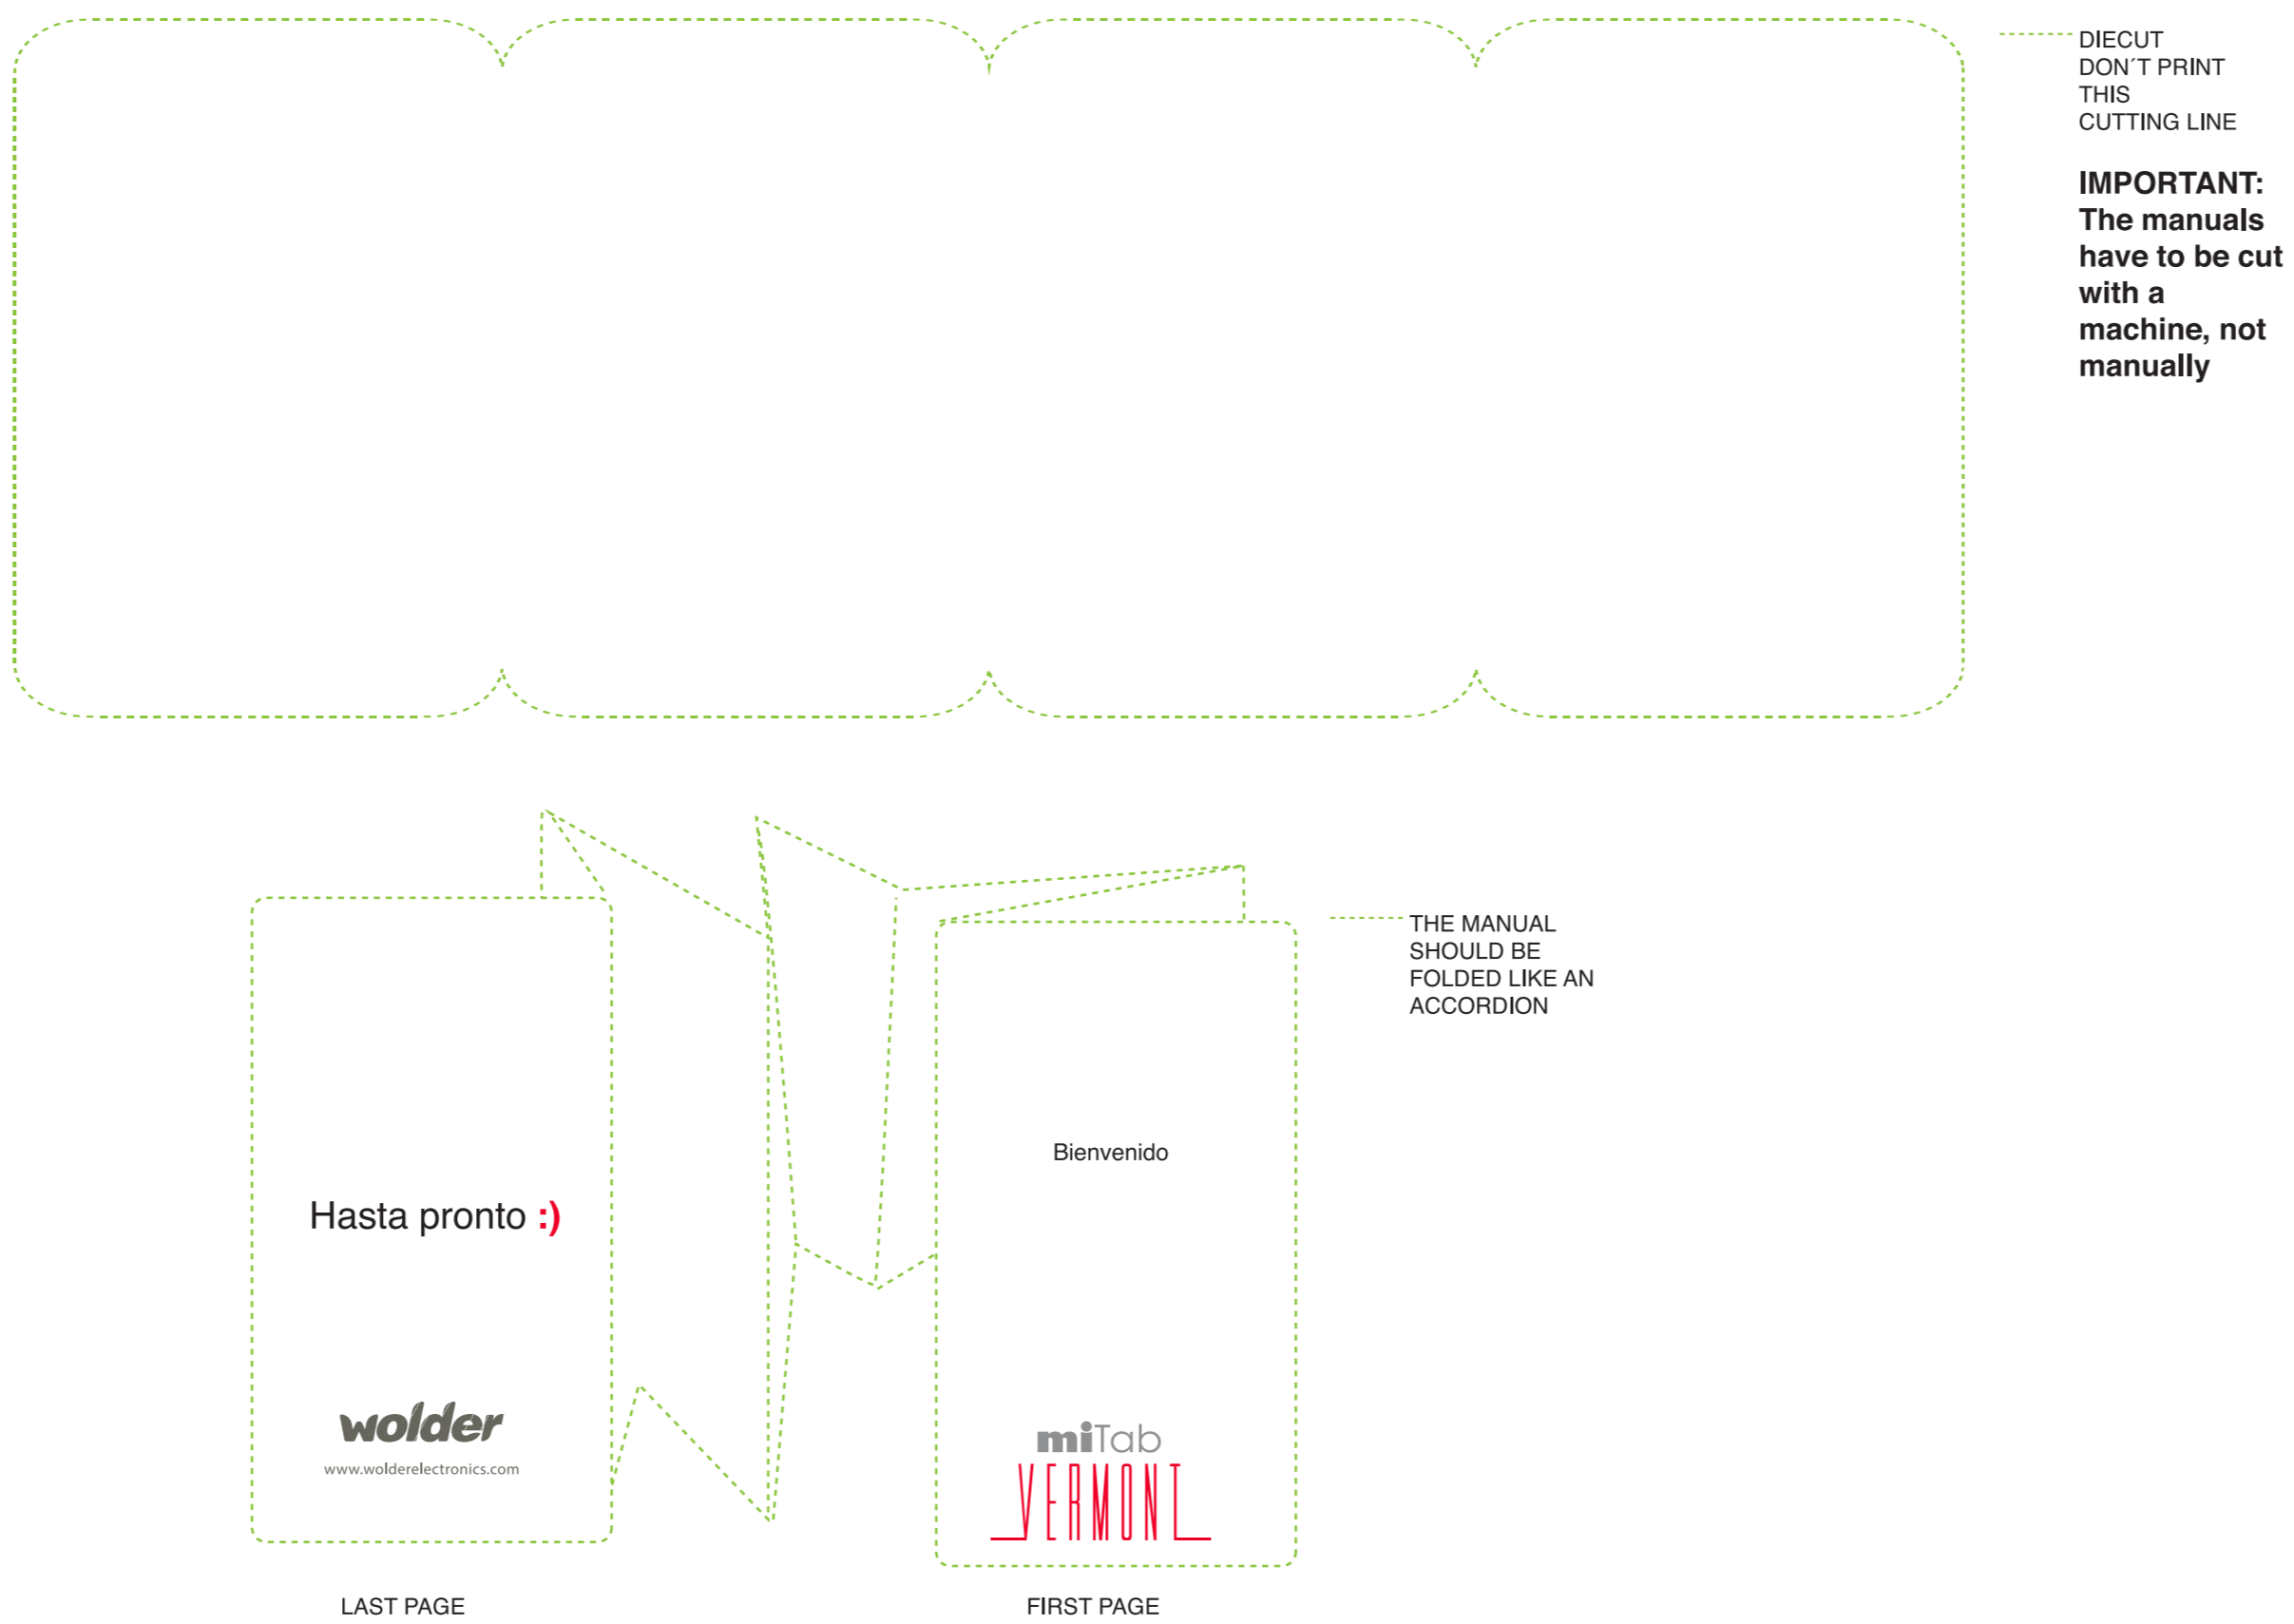 DIECUT
DON´T PRINT
THIS
CUTTING LINE
IMPORTANT:
The manuals
have to be cut
with a
machine, not
manually
THE MANUAL
SHOULD BE
FOLDED LIKE AN
ACCORDION
Bienvenido
Hasta pronto :)
wolder
www.wolderelectronics.com
miTab
VERMONT
LAST PAGE
FIRST PAGE